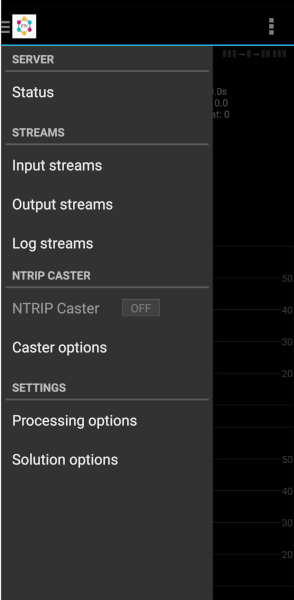 SERVER
Status
STREAMS
Input streams
Output streams
Log streams
NTRIP CASTER
NTRIP Caster OFF
Caster options
SETTINGS
Processing options
Solution options
.0s
0.0
at: 0
50
40
30
20
50
40
30
20